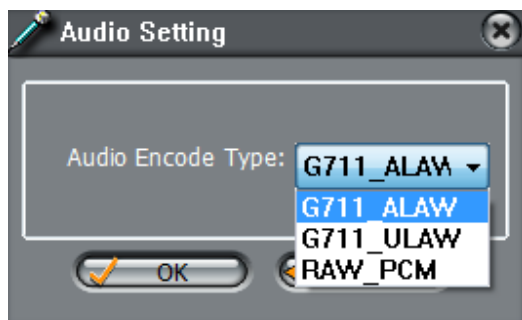 Audio Setting
Audio Encode Type: G711_ALAW
G711_ALAW
G711_ULAW
RAW_PCM
OK